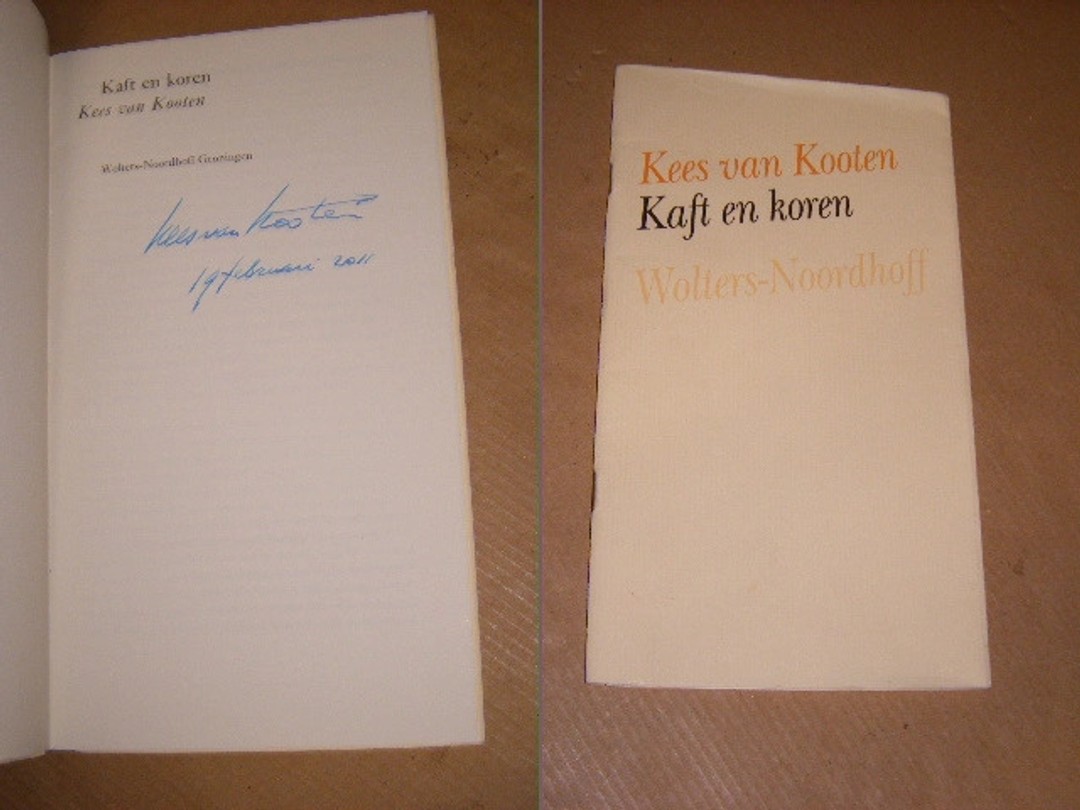 Kaft en koren
Kees van Kooten
Wolters-Noordhoff Groningen
Kees van Kooten
19 februari 2011
Kees van Kooten
Kaft en koren
Wolters-Noordhoff